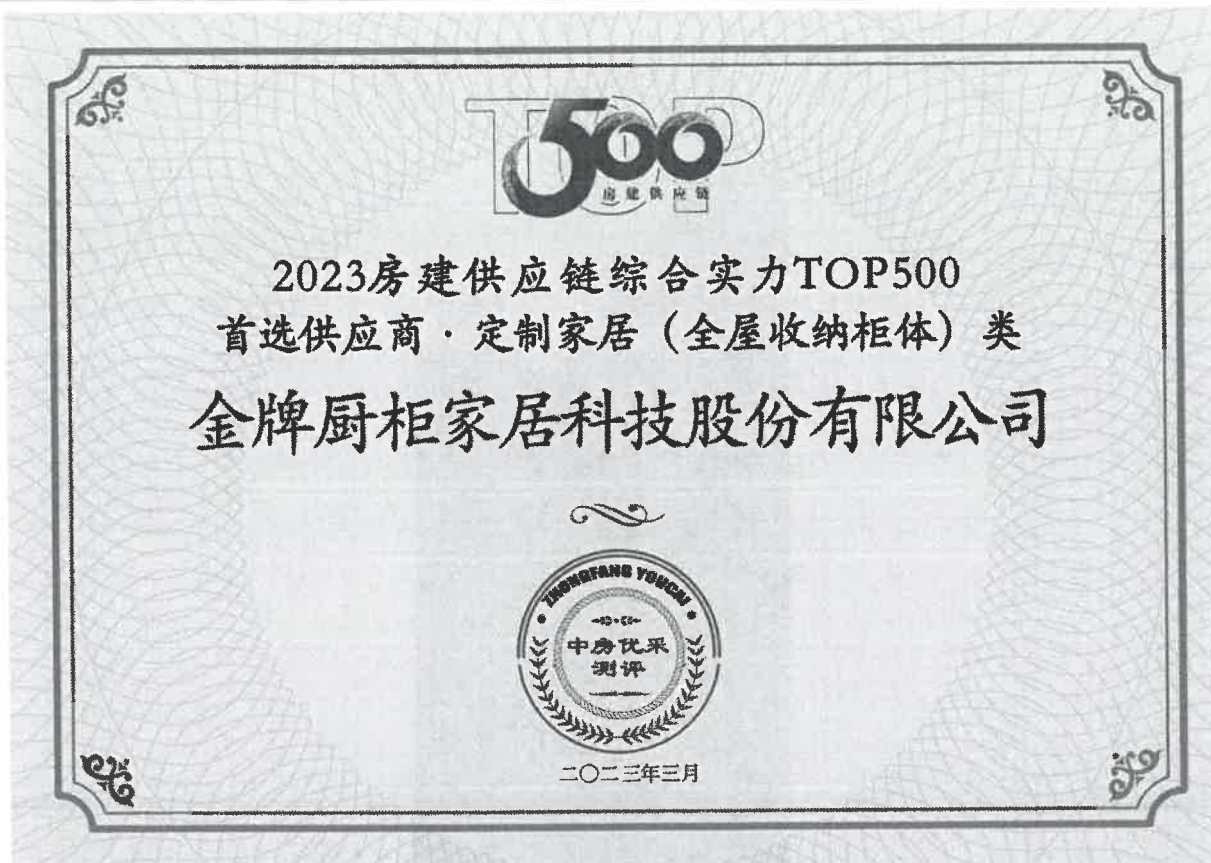 TOP
500
房建供应链
2023房建供应链综合实力TOP500
首选供应商·定制家居（全屋收纳柜体）类
金牌厨柜家居科技股份有限公司
ZHONGFANG YOUCAI
中房优采
测评
二〇二三年三月